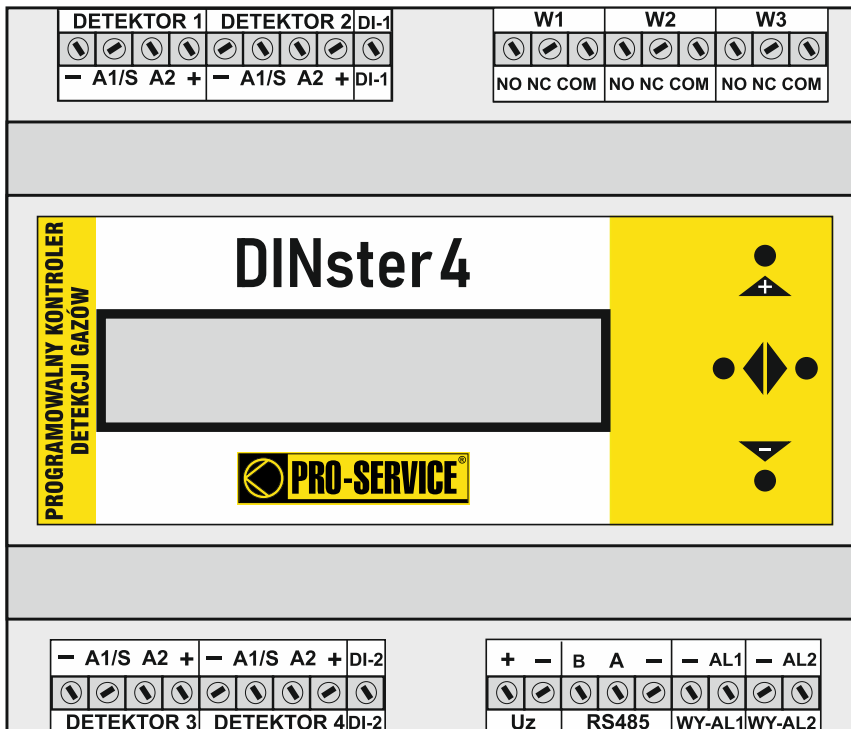 DETEKTOR 1 DETEKTOR 2 DI-1
− A1/S A2 + − A1/S A2 + DI-1
W1 W2 W3
NO NC COM NO NC COM NO NC COM
PROGRAMOWALNY KONTROLER
DETEKCJI GAZÓW
DINster 4
+
-
PRO-SERVICE®
− A1/S A2 + − A1/S A2 + DI-2
DETEKTOR 3 DETEKTOR 4 DI-2
+ − B A − − AL1 − AL2
Uz RS485 WY-AL1 WY-AL2